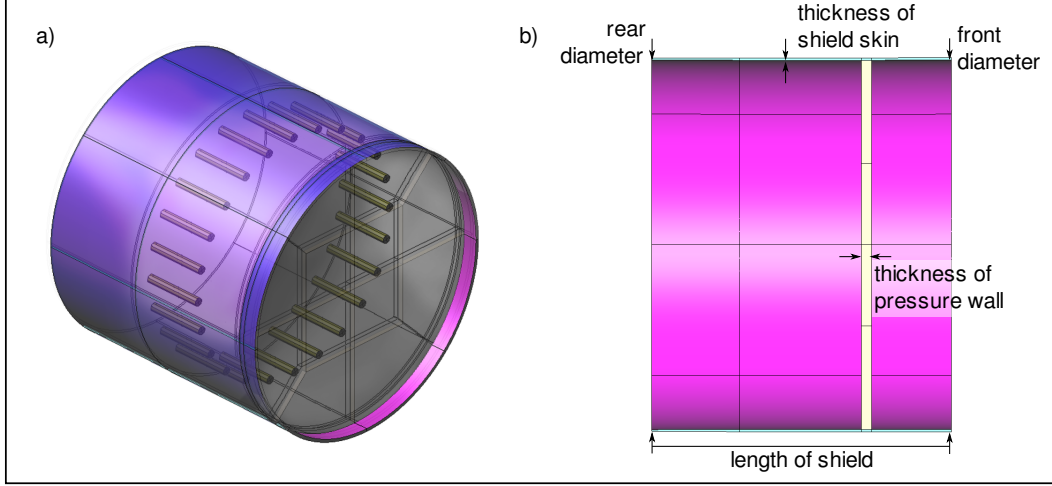 a)
b)
rear
diameter
thickness of
shield skin
front
diameter
thickness of
pressure wall
length of shield